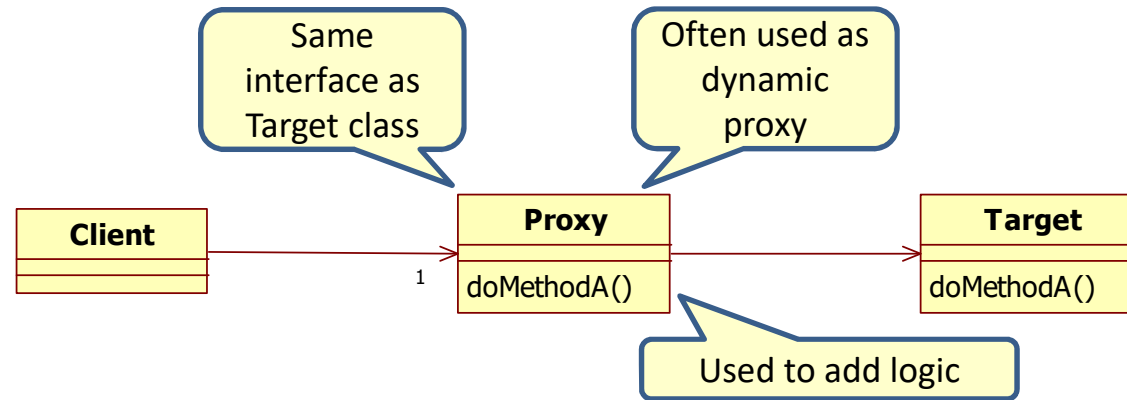 Same
interface as
Target class
Often used as
dynamic
proxy
Client
1
Proxy
doMethodA()
Target
doMethodA()
Used to add logic